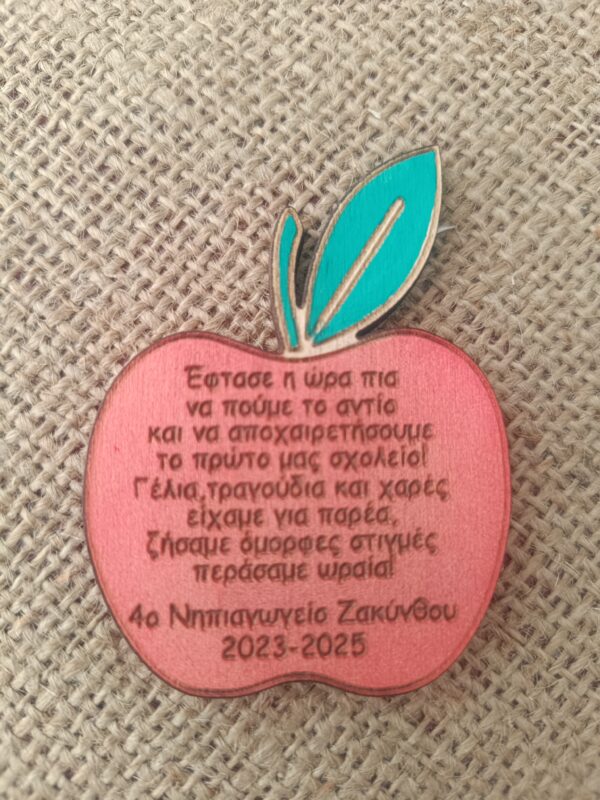 Έφτασε η ώρα πια
να πούμε το αντίο
και να αποχαιρετήσουμε
το πρώτο μας σχολείο!
Γέλια,τραγούδια και χαρές
είχαμε για παρέα,
ζήσαμε όμορφες στιγμές
περάσαμε ωραία!
4ο Νηπιαγωγείο Ζακύνθου
2023-2025